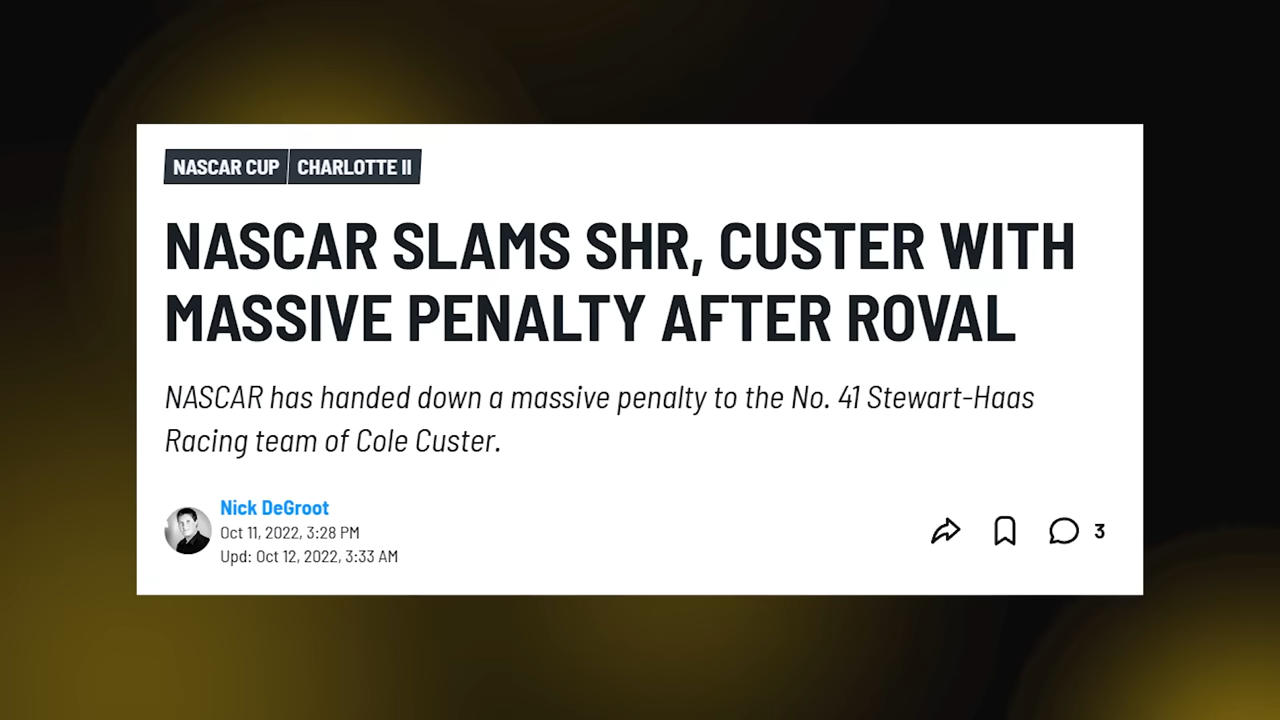 NASCAR CUP CHARLOTTE II
NASCAR SLAMS SHR, CUSTER WITH
MASSIVE PENALTY AFTER ROVAL
NASCAR has handed down a massive penalty to the No. 41 Stewart-Haas
Racing team of Cole Custer.
Nick DeGroot
Oct 11, 2022, 3:28 PM
Upd: Oct 12, 2022, 3:33 AM
3